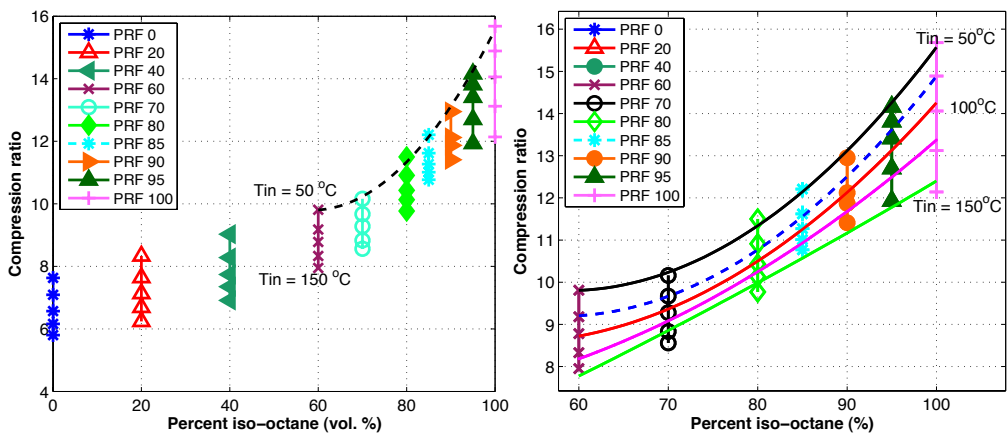 16
14
12
10
8
6
4
0
20
40
60
80
100
Compression ratio
Percent iso−octane (vol. %)
PRF 0
PRF 20
PRF 40
PRF 60
PRF 70
PRF 80
PRF 85
PRF 90
PRF 95
PRF 100
Tin = 50 °C
Tin = 150 °C
16
15
14
13
12
11
10
9
8
60
70
80
90
100
Compression ratio
Percent iso−octane (%)
PRF 0
PRF 20
PRF 40
PRF 60
PRF 70
PRF 80
PRF 85
PRF 90
PRF 95
PRF 100
Tin = 50°C
100°C
Tin = 150°C